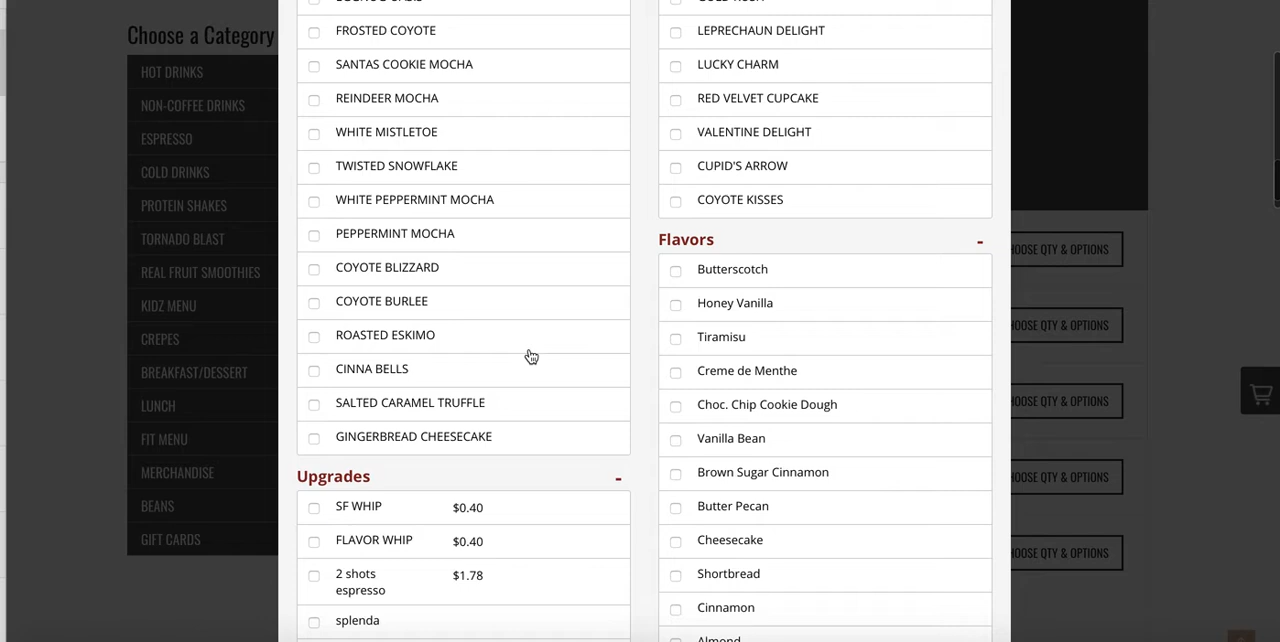 Choose a Category
HOT DRINKS
NON-COFFEE DRINKS
ESPRESSO
COLD DRINKS
PROTEIN SHAKES
TORNADO BLAST
REAL FRUIT SMOOTHIES
KIDZ MENU
CREPES
BREAKFAST/DESSERT
LUNCH
FIT MENU
MERCHANDISE
BEANS
GIFT CARDS
FROSTED COYOTE
SANTAS COOKIE MOCHA
REINDEER MOCHA
WHITE MISTLETOE
TWISTED SNOWFLAKE
WHITE PEPPERMINT MOCHA
PEPPERMINT MOCHA
COYOTE BLIZZARD
COYOTE BURLEE
ROASTED ESKIMO
CINNA BELLS
SALTED CARAMEL TRUFFLE
GINGERBREAD CHEESECAKE
Upgrades -
SF WHIP $0.40
FLAVOR WHIP $0.40
2 shots $1.78
espresso
splenda
LEPRECHAUN DELIGHT
LUCKY CHARM
RED VELVET CUPCAKE
VALENTINE DELIGHT
CUPID'S ARROW
COYOTE KISSES
Flavors -
Butterscotch
Honey Vanilla
Tiramisu
Creme de Menthe
Choc. Chip Cookie Dough
Vanilla Bean
Brown Sugar Cinnamon
Butter Pecan
Cheesecake
Shortbread
Cinnamon
Almond
HOOSE QTY & OPTIONS
HOOSE QTY & OPTIONS
HOOSE QTY & OPTIONS
HOOSE QTY & OPTIONS
HOOSE QTY & OPTIONS